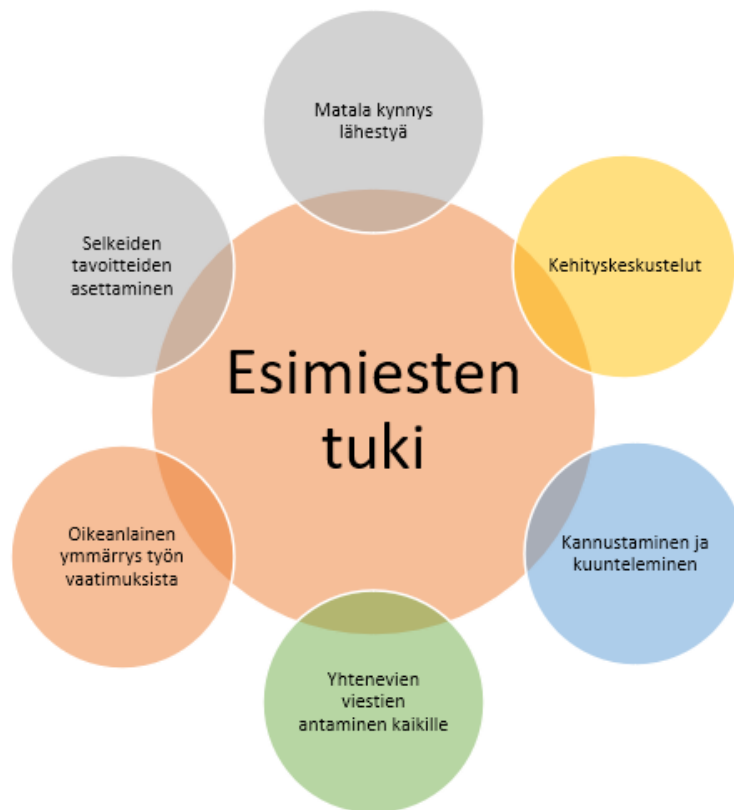 Matala kynnys
lähestyä
Kehityskeskustelut
Kannustaminen ja
kuunteleminen
Yhtenevien
viestien
antaminen kaikille
Oikeanlainen
ymmärrys työn
vaatimuksista
Selkeiden
tavoitteiden
asettaminen
Esimiesten
tuki